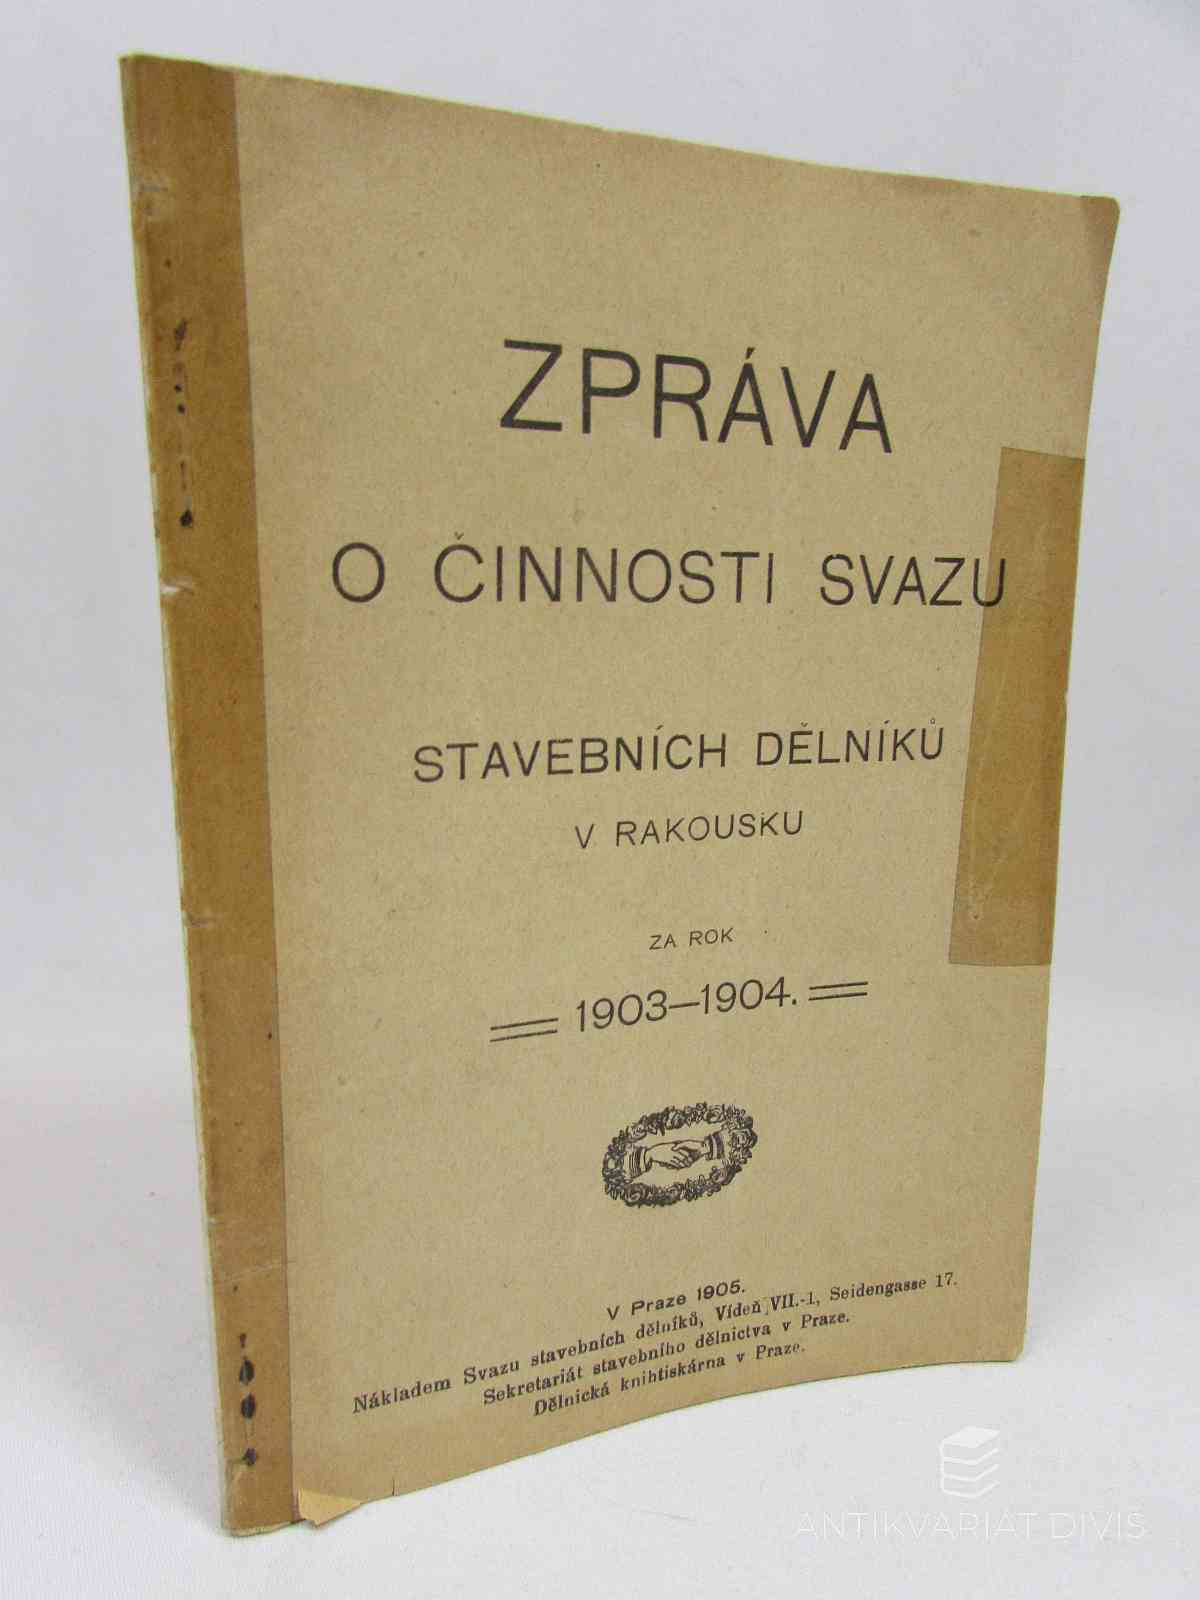 ZPRÁVA
O ČINNOSTI SVAZU
STAVEBNÍCH DĚLNÍKŮ
V RAKOUSKU
ZA ROK
1903—1904.
V Praze 1905.
Nákladem Svazu stavebních dělníků, Vídeň VII.-1, Seidengasse 17.
Sekretariát stavebního dělnictva v Praze.
Dělnická knihtiskárna v Praze.
ANTIKVARIÁT DIVIŠ